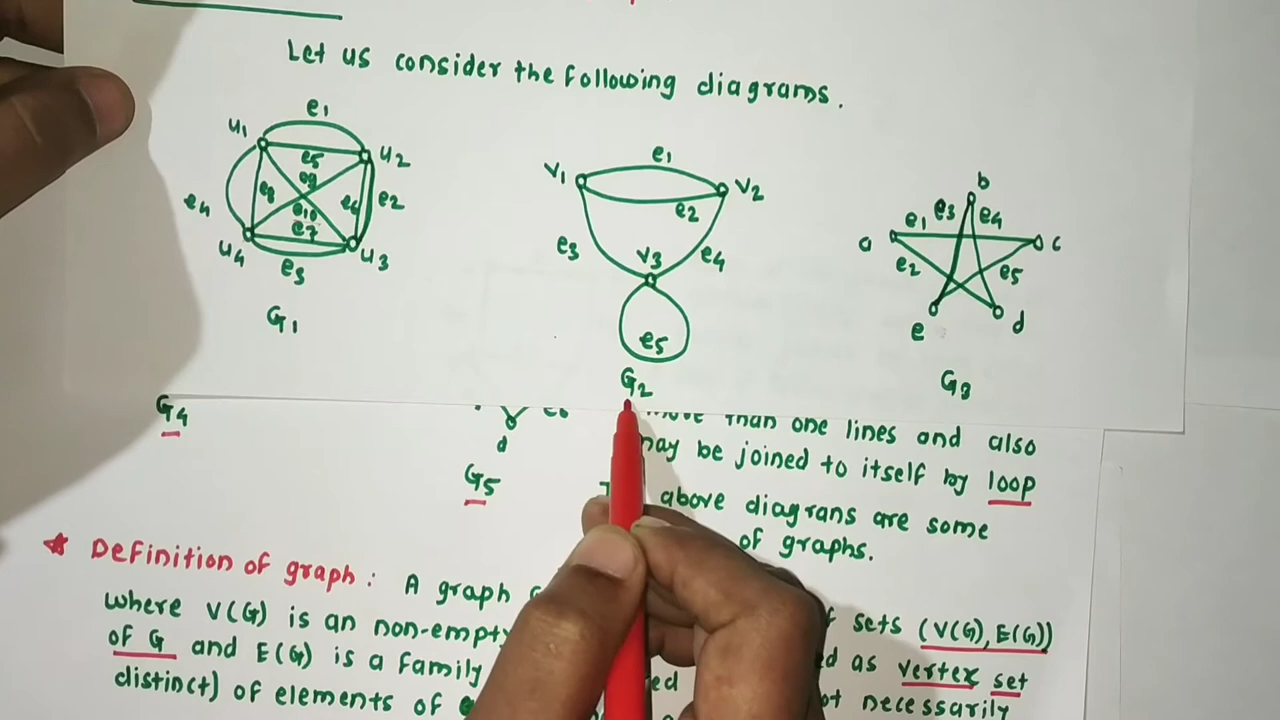 Let us consider the following diagrams.
e1
u1 e5 u2
e9
e4 e8 e6 e2
e10
e7
u4 u3
e3
G1
e1
v1 v2
e2
e3 v3 e4
e5
G2
b
e3 e4
a e1 c
e2 e5
e d
G3
G4
d
G5
than one lines and also
may be joined to itself by loop
above diagrans are some
of graphs.
* Definition of graph: A graph of sets (V(G), E(G))
where V(G) is an non-empty as vertex set
of G and E(G) is a family not necessarily
distinct) of elements of